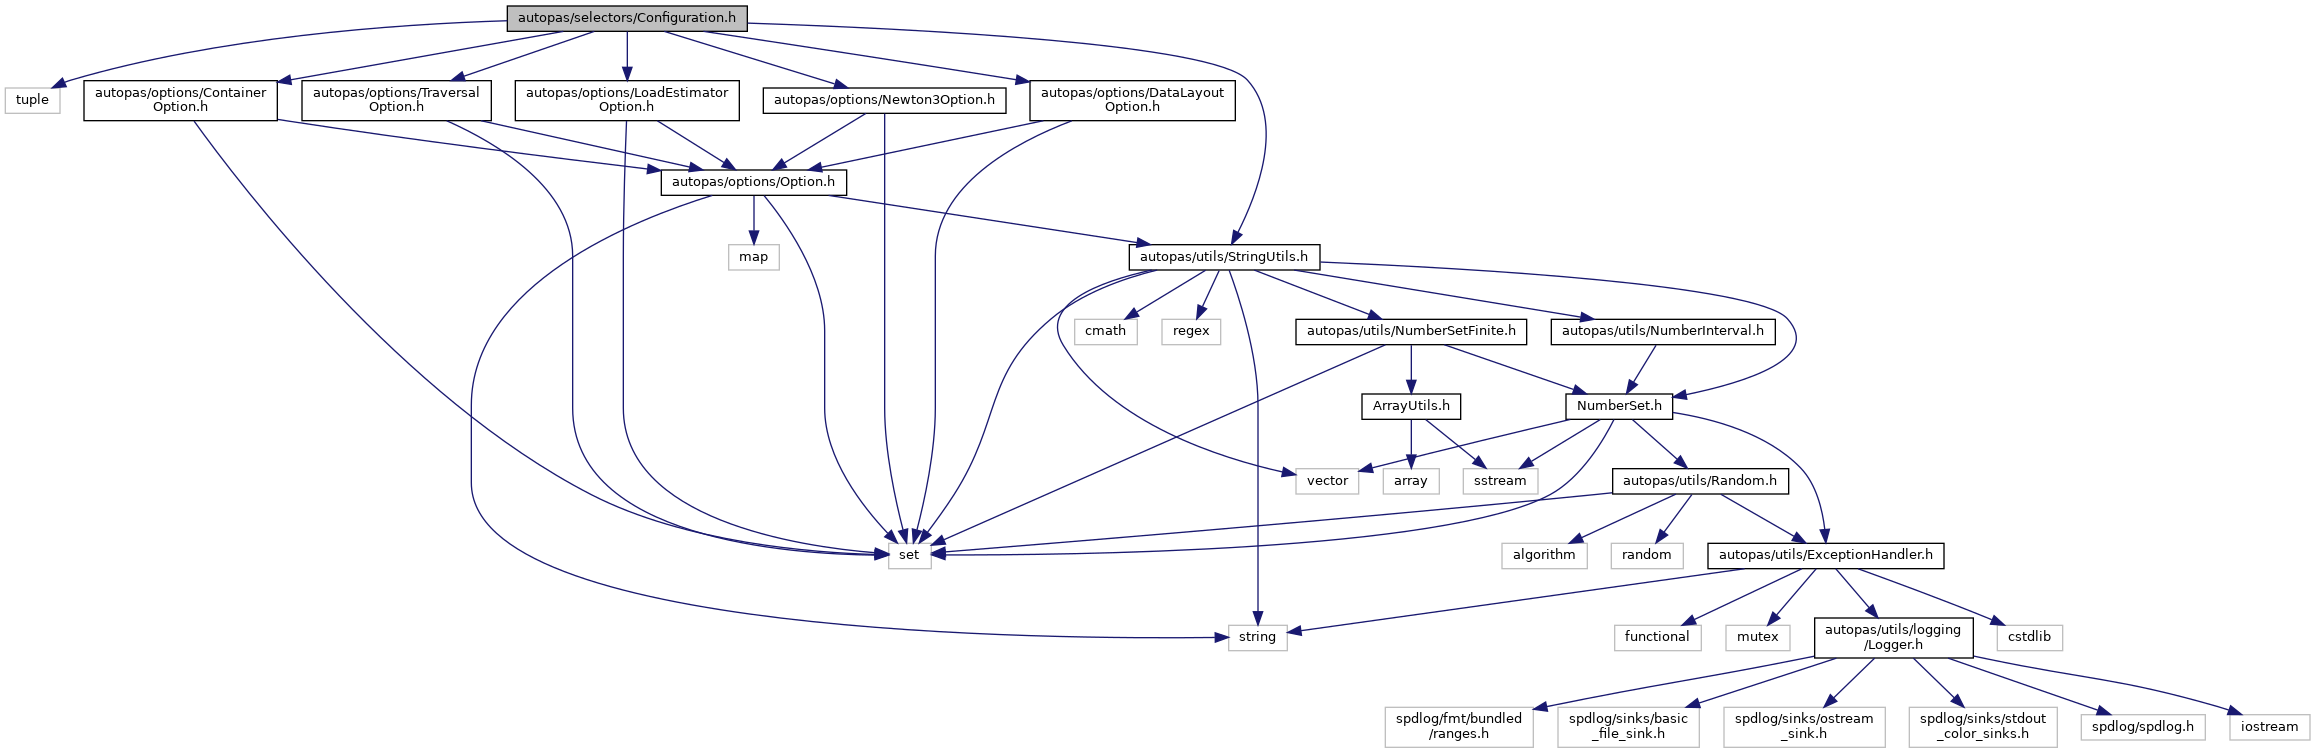 autopas/selectors/Configuration.h
tuple
autopas/options/Container
Option.h
autopas/options/Traversal
Option.h
autopas/options/LoadEstimator
Option.h
autopas/options/Newton3Option.h
autopas/options/DataLayout
Option.h
autopas/options/Option.h
map
autopas/utils/StringUtils.h
cmath
regex
autopas/utils/NumberSetFinite.h
autopas/utils/NumberInterval.h
ArrayUtils.h
NumberSet.h
vector
array
sstream
autopas/utils/Random.h
set
algorithm
random
autopas/utils/ExceptionHandler.h
string
functional
mutex
autopas/utils/logging
/Logger.h
cstdlib
spdlog/fmt/bundled
/ranges.h
spdlog/sinks/basic
_file_sink.h
spdlog/sinks/ostream
_sink.h
spdlog/sinks/stdout
_color_sinks.h
spdlog/spdlog.h
iostream